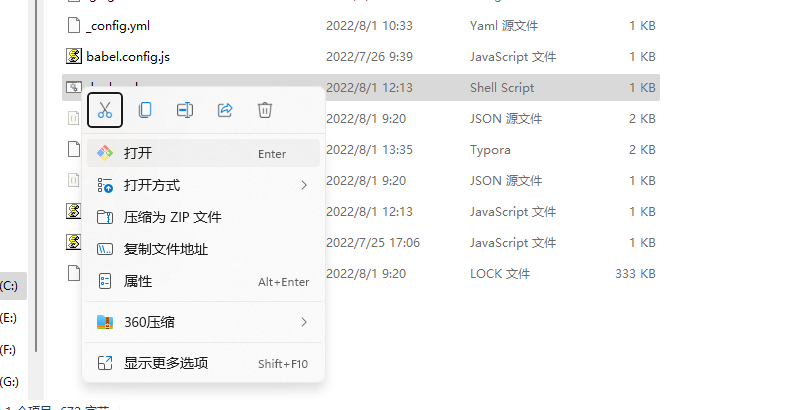 _config.yml 2022/8/1 10:33 Yaml 源文件 1 KB
babel.config.js 2022/7/26 9:39 JavaScript 文件 1 KB
2022/8/1 12:13 Shell Script 1 KB
2022/8/1 9:20 JSON 源文件 2 KB
2022/8/1 13:35 Typora 2 KB
2022/8/1 9:20 JSON 源文件 1 KB
2022/8/1 12:13 JavaScript 文件 1 KB
2022/7/25 17:06 JavaScript 文件 1 KB
2022/8/1 9:20 LOCK 文件 333 KB
打开 Enter
打开方式
压缩为 ZIP 文件
复制文件地址
属性 Alt+Enter
360压缩
显示更多选项 Shift+F10
(C:)
(E:)
(F:)
(G:)